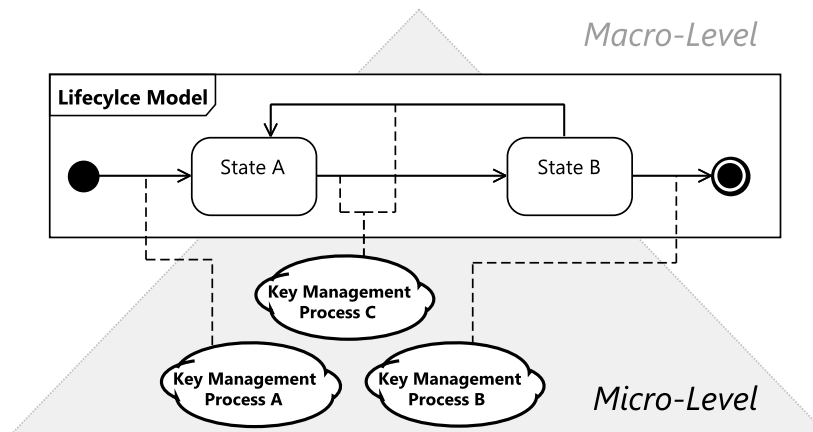 Macro-Level
Lifecylce Model
State A
State B
Key Management
Process C
Key Management
Process A
Key Management
Process B
Micro-Level